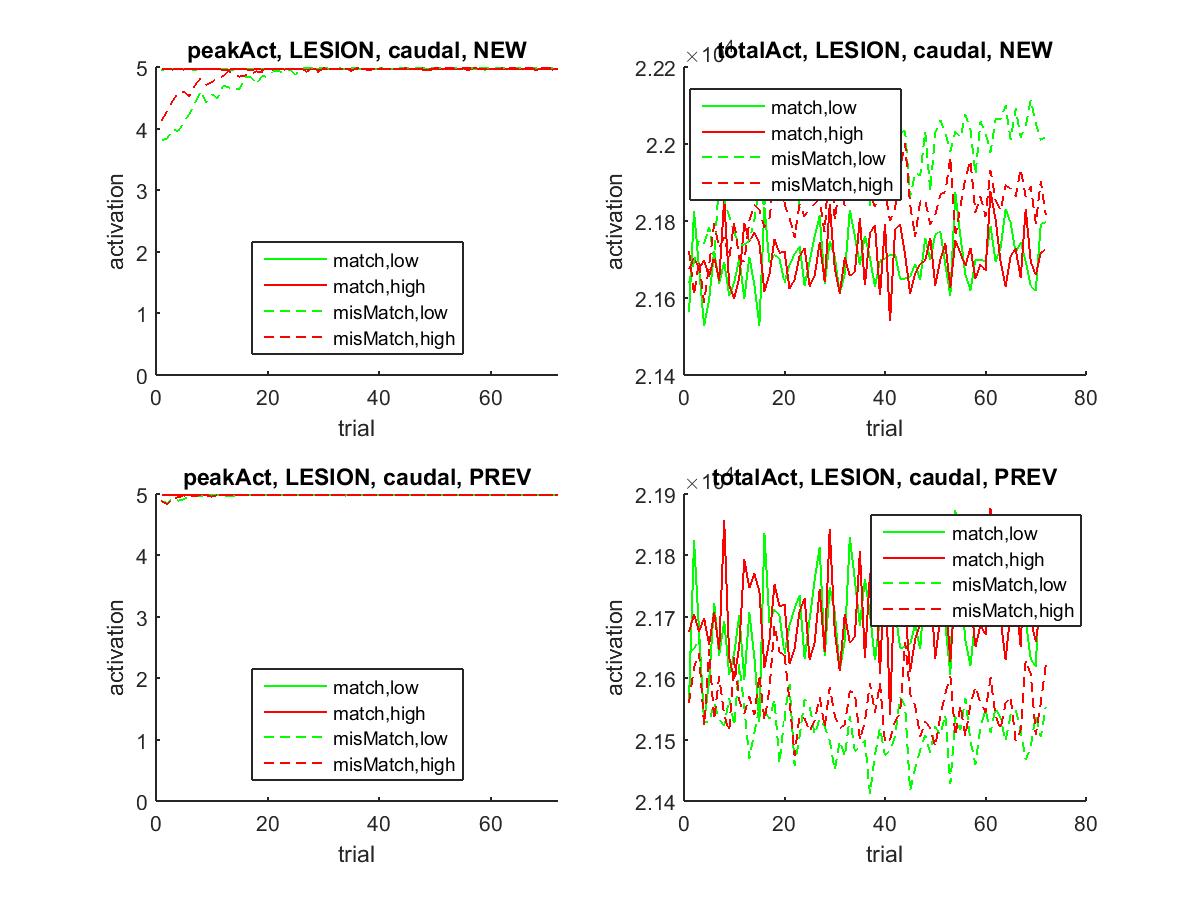 peakAct, LESION, caudal, NEW
5
4
3
2
1
0
activation
match,low
match,high
misMatch,low
misMatch,high
0 20 40 60
trial
×10⁴
totalAct, LESION, caudal, NEW
2.22
2.2
2.18
2.16
2.14
activation
match,low
match,high
misMatch,low
misMatch,high
0 20 40 60 80
trial
peakAct, LESION, caudal, PREV
5
4
3
2
1
0
activation
match,low
match,high
misMatch,low
misMatch,high
0 20 40 60
trial
×10⁴
totalAct, LESION, caudal, PREV
2.19
2.18
2.17
2.16
2.15
2.14
activation
match,low
match,high
misMatch,low
misMatch,high
0 20 40 60 80
trial